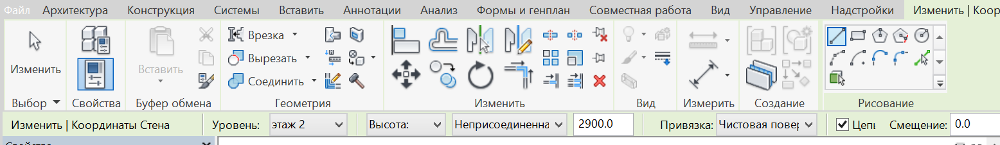 Файл Архитектура Конструкция Системы Вставить Аннотации Анализ Формы и генплан Совместная работа Вид Управление Надстройки Изменить | Коор
Врезка
Изменить Вставить Вырезать
Соединить
Выбор Свойства Буфер обмена Геометрия Изменить Вид Измерить Создание Рисование
Изменить | Координаты Стена Уровень: этаж 2 Высота: Неприсоединенна 2900.0 Привязка: Чистовая повер Цепь Смещение: 0.0